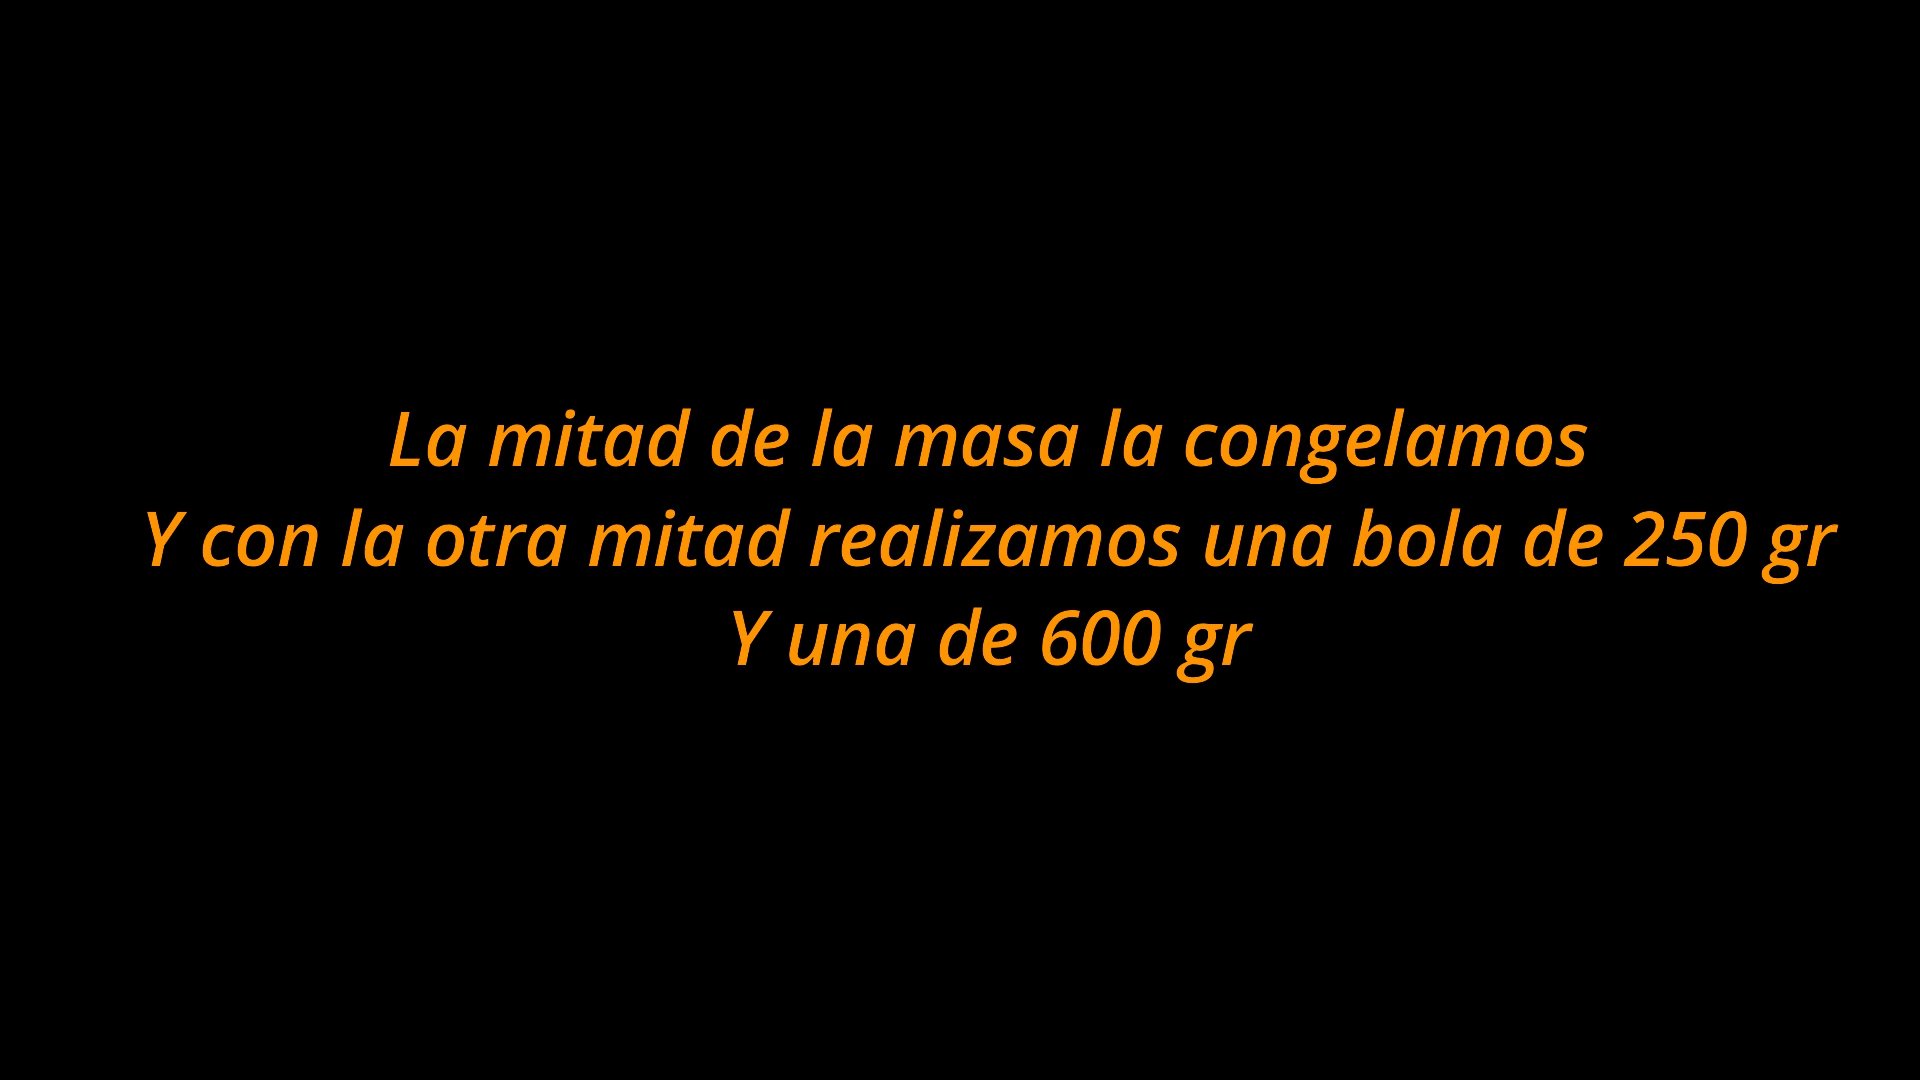 La mitad de la masa la congelamos
Y con la otra mitad realizamos una bola de 250 gr
Y una de 600 gr